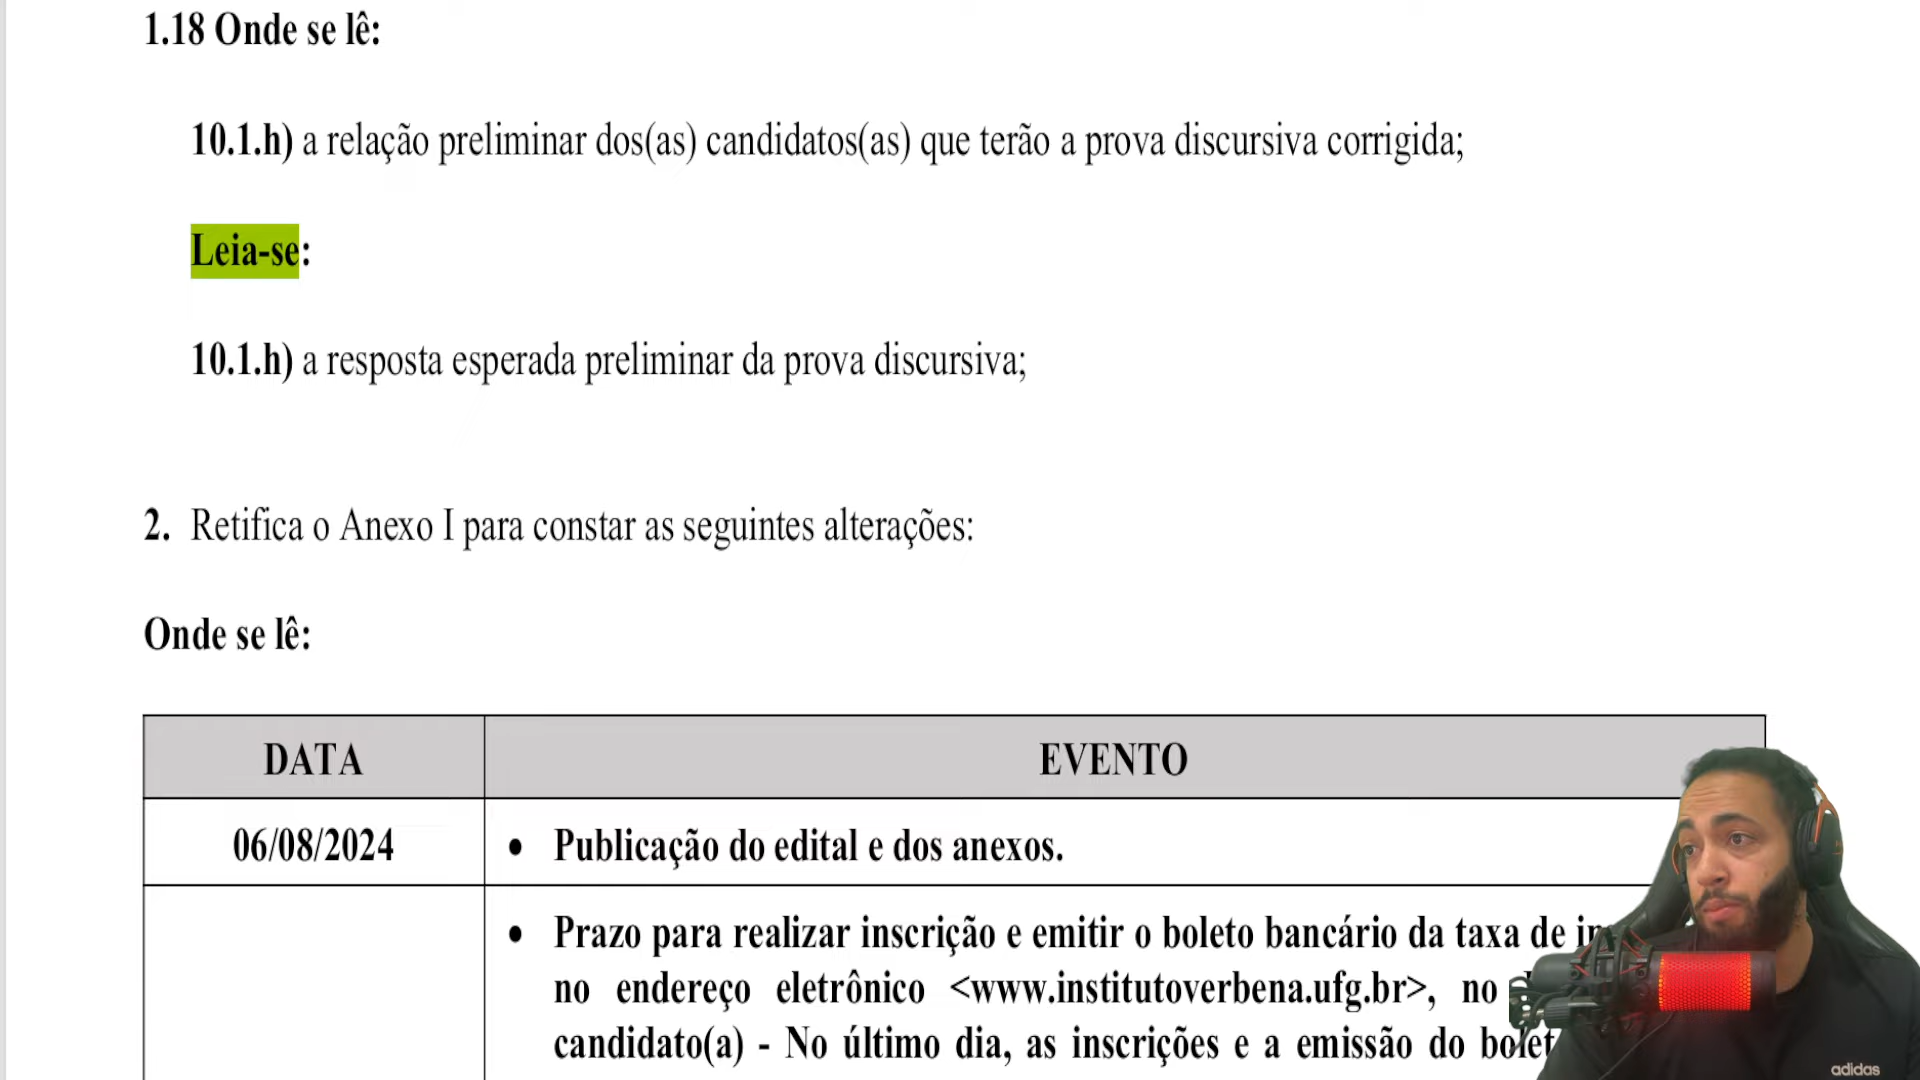 1.18 Onde se lê:
10.1.h) a relação preliminar dos(as) candidatos(as) que terão a prova discursiva corrigida;
Leia-se:
10.1.h) a resposta esperada preliminar da prova discursiva;
2. Retifica o Anexo I para constar as seguintes alterações:
Onde se lê:
DATA EVENTO
06/08/2024 • Publicação do edital e dos anexos.
• Prazo para realizar inscrição e emitir o boleto bancário da taxa de
no endereço eletrônico <www.institutoverbena.ufg.br>, no
candidato(a) - No último dia, as inscrições e a emissão do
adidas